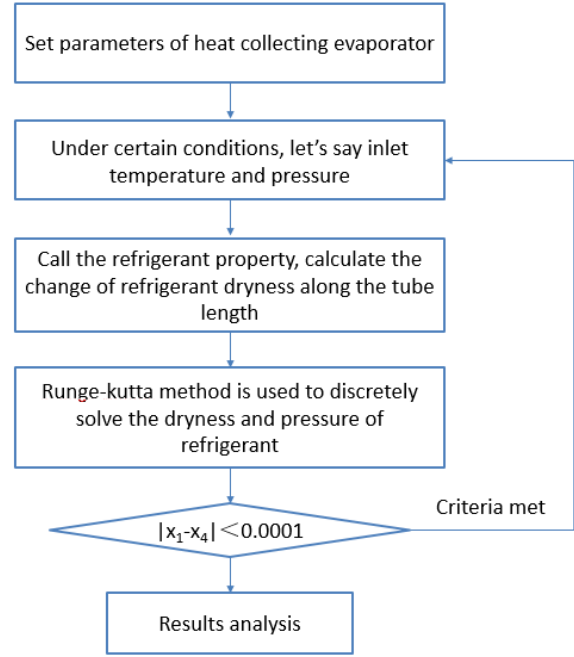 Set parameters of heat collecting evaporator
Under certain conditions, let's say inlet
temperature and pressure
Call the refrigerant property, calculate the
change of refrigerant dryness along the tube
length
Runge-kutta method is used to discretely
solve the dryness and pressure of
refrigerant
|x₁-x₄|＜0.0001
Criteria met
Results analysis